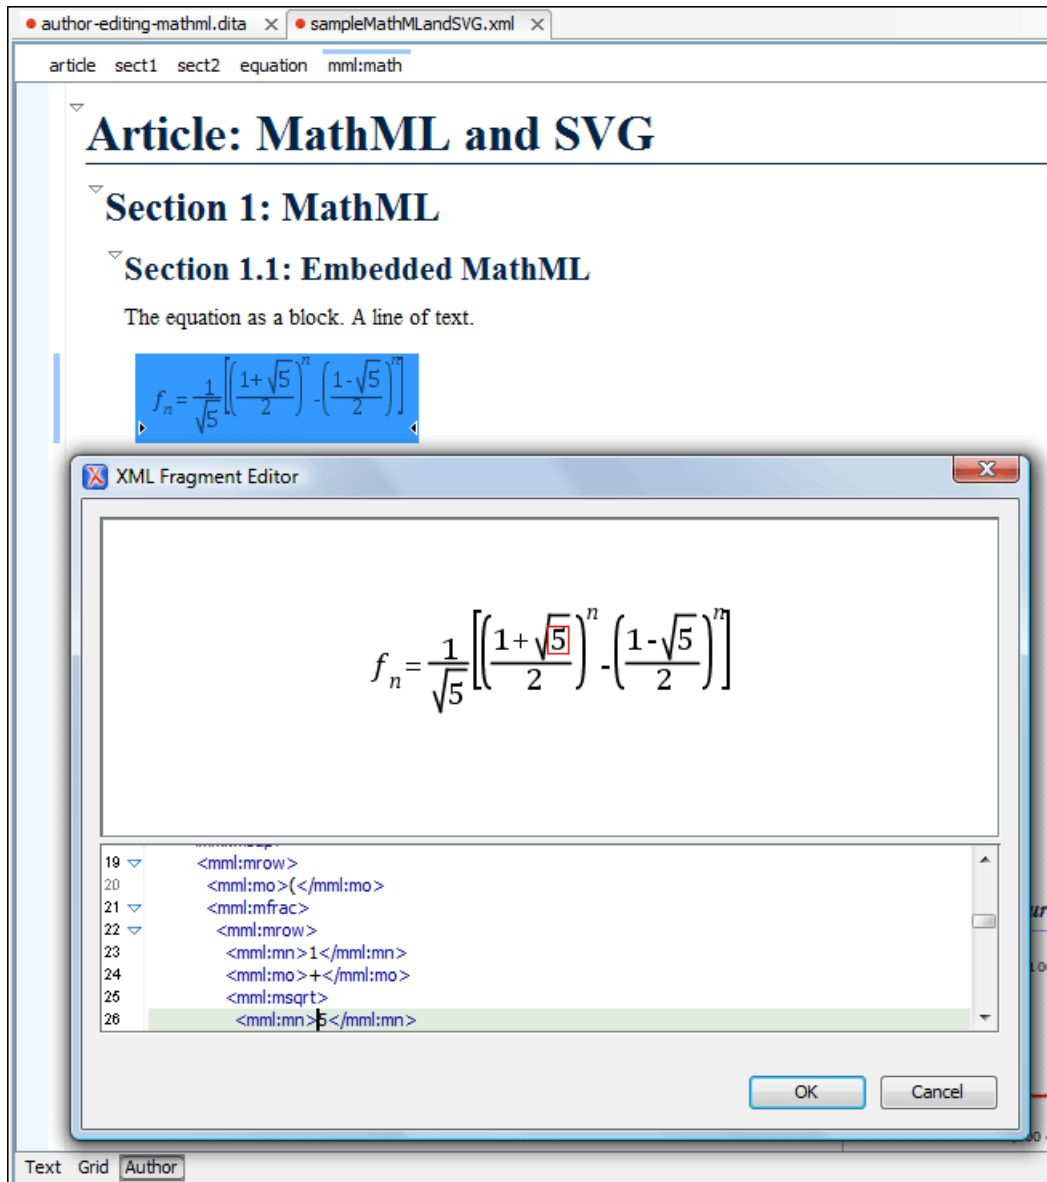 author-editing-mathml.dita sampleMathMLandSVG.xml
article sect1 sect2 equation mml:math
Article: MathML and SVG
Section 1: MathML
Section 1.1: Embedded MathML
The equation as a block. A line of text.
fₙ=1/√5[((1+√5)/2)ⁿ-((1-√5)/2)ⁿ]
XML Fragment Editor
fₙ=1/√5[((1+√5)/2)ⁿ-((1-√5)/2)ⁿ]
19 <mml:mrow>
20 <mml:mo>(</mml:mo>
21 <mml:mfrac>
22 <mml:mrow>
23 <mml:mn>1</mml:mn>
24 <mml:mo>+</mml:mo>
25 <mml:msqrt>
26 <mml:mn>5</mml:mn>
OK Cancel
Text Grid Author